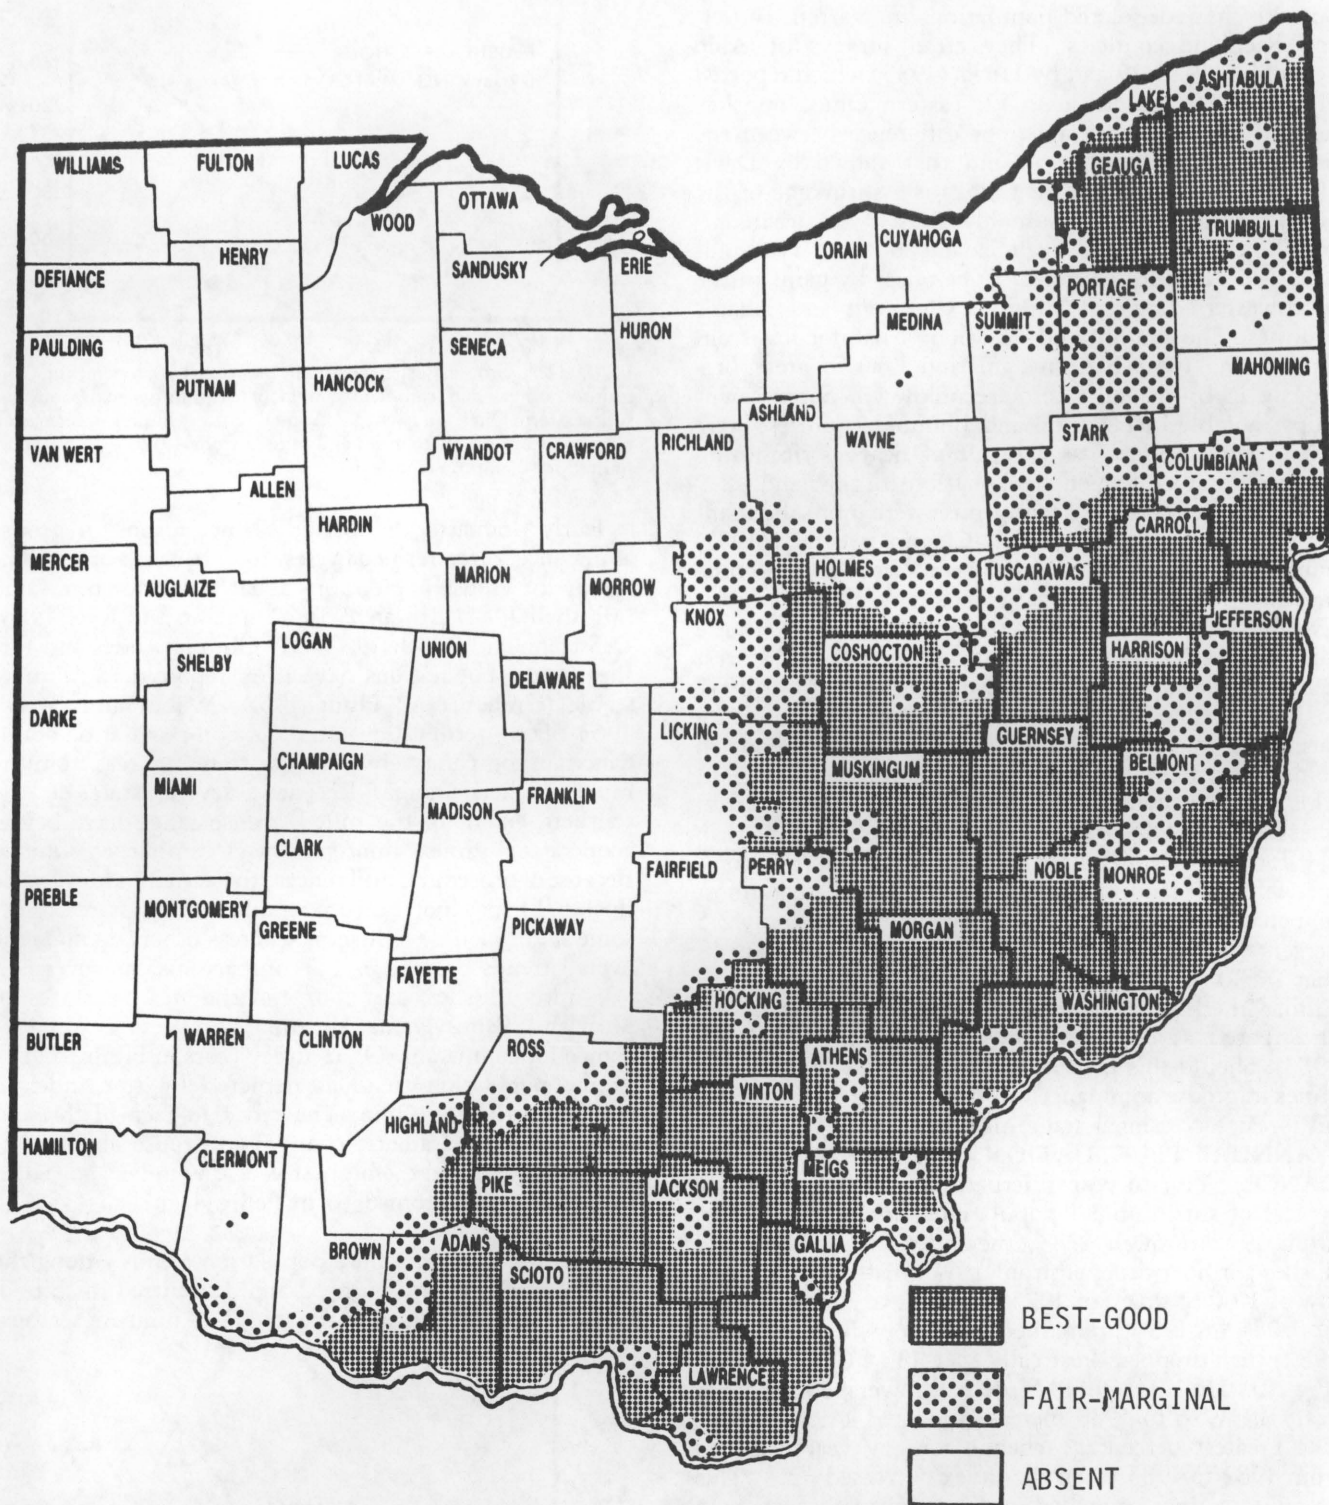 ASHTABULA
LAKE
WILLIAMS
FULTON
LUCAS
GEAUGA
OTTAWA
WOOD
TRUMBULL
CUYAHOGA
LORAIN
HENRY
SANDUSKY
ERIE
DEFIANCE
PORTAGE
MEDINA
SUMMIT
HURON
PAULDING
SENECA
MAHONING
PUTNAM
HANCOCK
ASHLAND
STARK
WAYNE
RICHLAND
VAN WERT
WYANDOT
CRAWFORD
COLUMBIANA
ALLEN
HARDIN
CARROLL
MERCER
HOLMES
TUSCARAWAS
MARION
AUGLAIZE
MORROW
KNOX
JEFFERSON
LOGAN
UNION
COSHOCTON
HARRISON
SHELBY
DELAWARE
DARKE
LICKING
GUERNSEY
CHAMPAIGN
MUSKINGUM
BELMONT
MIAMI
FRANKLIN
MADISON
CLARK
FAIRFIELD
PERRY
NOBLE
MONROE
PREBLE
MONTGOMERY
GREENE
PICKAWAY
MORGAN
FAYETTE
HOCKING
WASHINGTON
BUTLER
WARREN
CLINTON
ROSS
ATHENS
VINTON
HIGHLAND
HAMILTON
CLERMONT
MEIGS
PIKE
JACKSON
BROWN
ADAMS
GALLIA
SCIOTO
BEST-GOOD
LAWRENCE
FAIR-MARGINAL
ABSENT